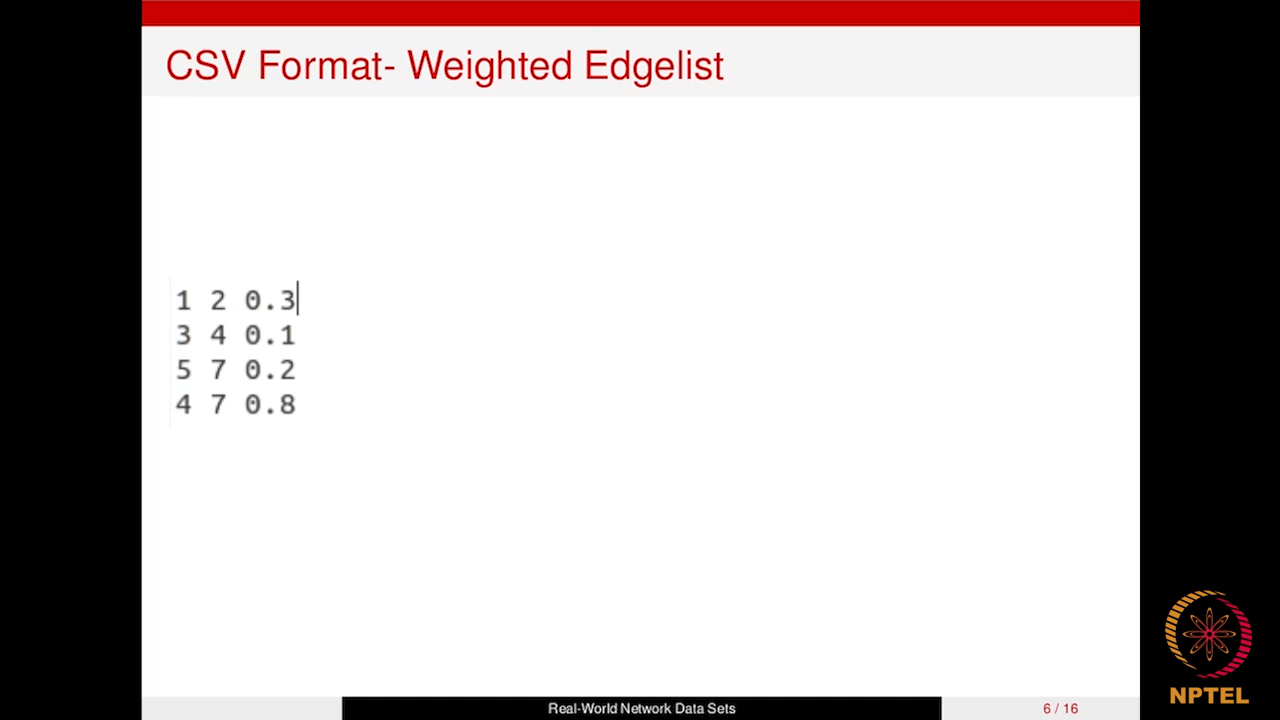 CSV Format- Weighted Edgelist
1 2 0.3
3 4 0.1
5 7 0.2
4 7 0.8
Real-World Network Data Sets
6 / 16
NPTEL